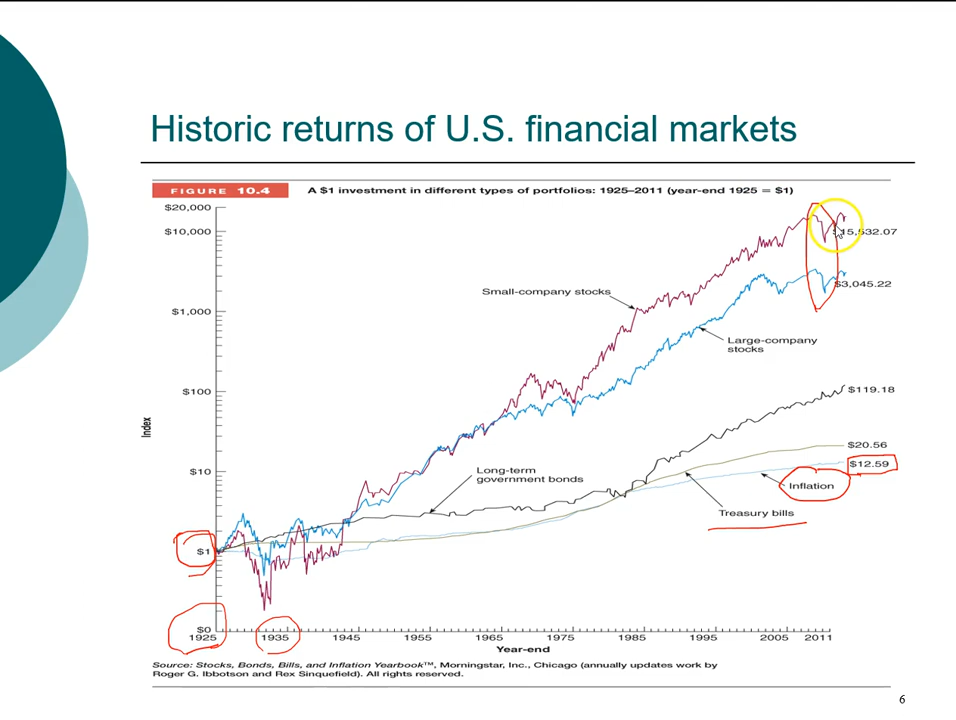 Historic returns of U.S. financial markets
FIGURE 10.4
A $1 investment in different types of portfolios: 1925–2011 (year-end 1925 = $1)
$20,000
$10,000
$15,532.07
Small-company stocks
$3,045.22
$1,000
Large-company
stocks
$100
$119.18
Index
$20.56
$10
$12.59
Long-term
government bonds
Inflation
Treasury bills
$1
$0
1925 1935 1945 1955 1965 1975 1985 1995 2005 2011
Year-end
Source: Stocks, Bonds, Bills, and Inflation Yearbook™, Morningstar, Inc., Chicago (annually updates work by
Roger G. Ibbotson and Rex Sinquefield). All rights reserved.
6